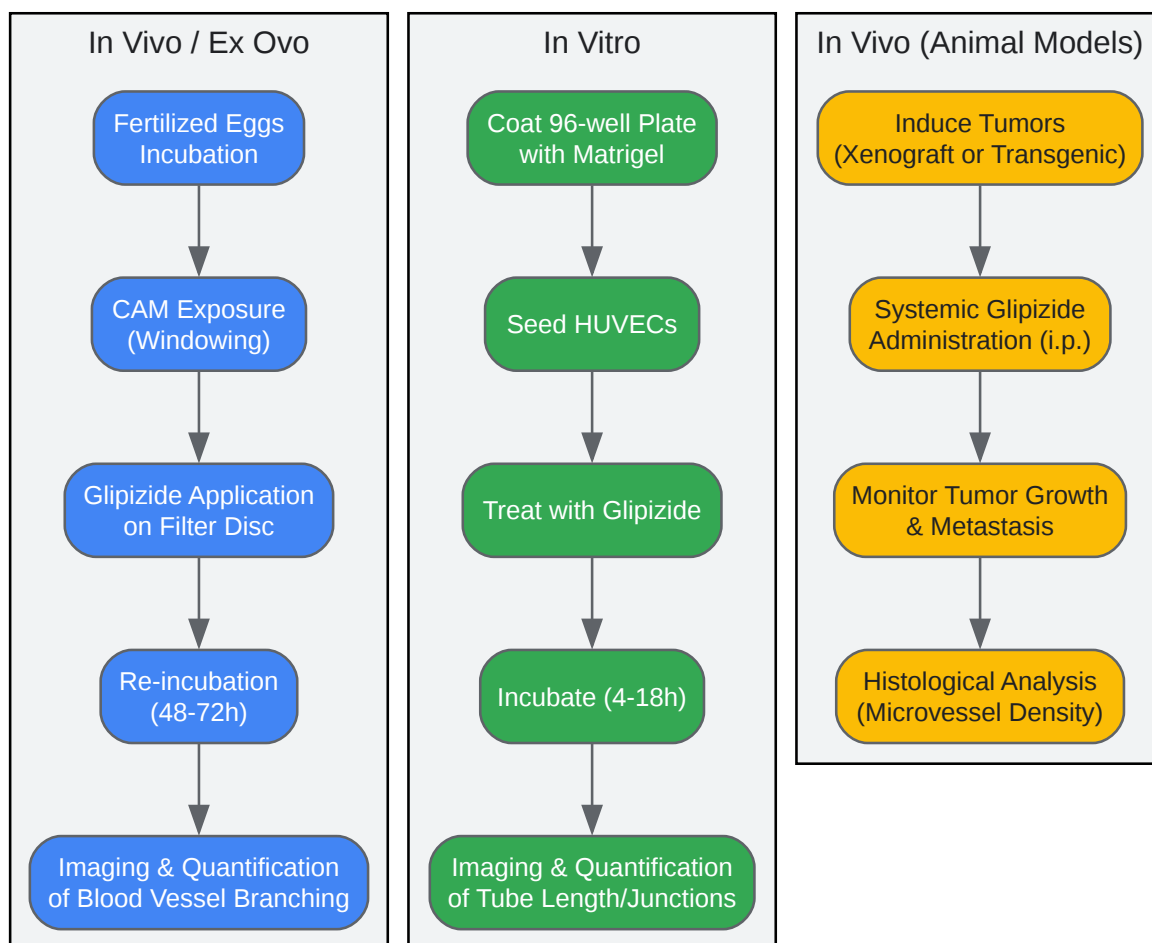 In Vivo / Ex Ovo
Fertilized Eggs
Incubation
CAM Exposure
(Windowing)
Glipizide Application
on Filter Disc
Re-incubation
(48-72h)
Imaging & Quantification
of Blood Vessel Branching
In Vitro
Coat 96-well Plate
with Matrigel
Seed HUVECs
Treat with Glipizide
Incubate (4-18h)
Imaging & Quantification
of Tube Length/Junctions
In Vivo (Animal Models)
Induce Tumors
(Xenograft or Transgenic)
Systemic Glipizide
Administration (i.p.)
Monitor Tumor Growth
& Metastasis
Histological Analysis
(Microvessel Density)